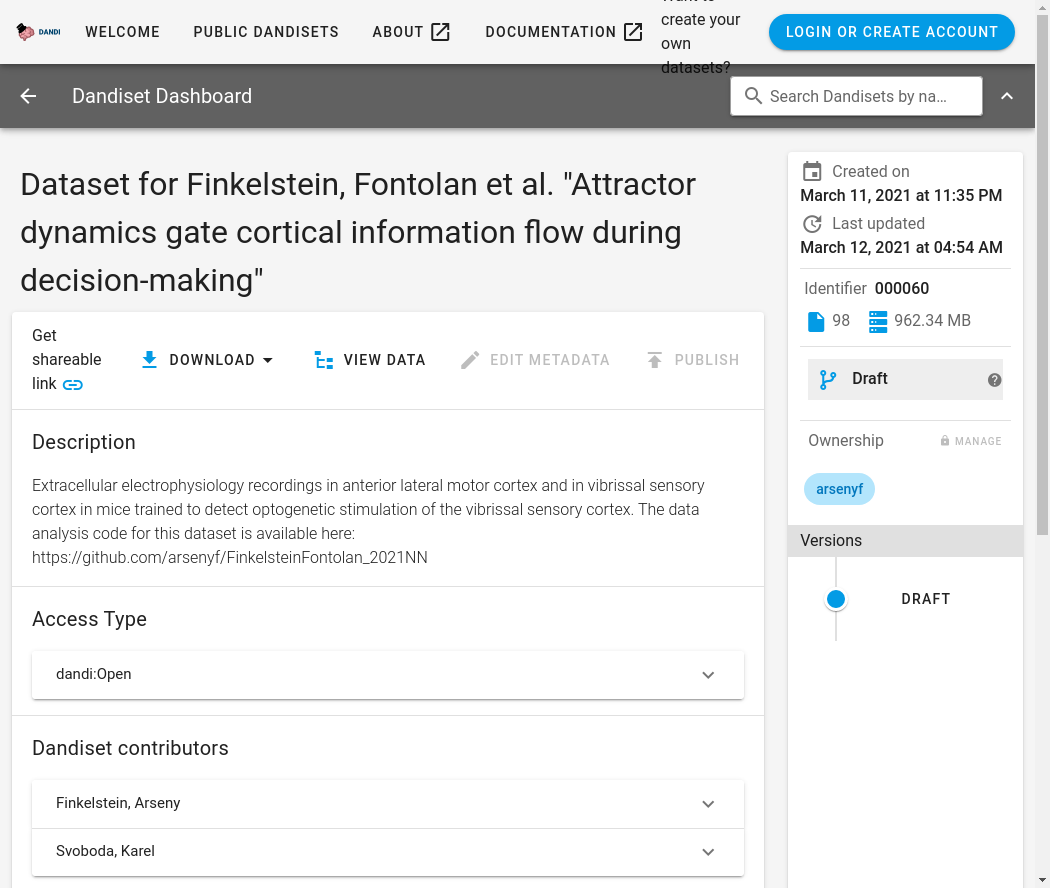 DANDI
WELCOME
PUBLIC DANDISETS
ABOUT
DOCUMENTATION
create your
own
datasets?
LOGIN OR CREATE ACCOUNT
Dandiset Dashboard
Search Dandisets by na...
Dataset for Finkelstein, Fontolan et al. "Attractor
dynamics gate cortical information flow during
decision-making"
Get
shareable
link
DOWNLOAD
VIEW DATA
EDIT METADATA
PUBLISH
Description
Extracellular electrophysiology recordings in anterior lateral motor cortex and in vibrissal sensory
cortex in mice trained to detect optogenetic stimulation of the vibrissal sensory cortex. The data
analysis code for this dataset is available here:
https://github.com/arsenyf/FinkelsteinFontolan_2021NN
Access Type
dandi:Open
Dandiset contributors
Finkelstein, Arseny
Svoboda, Karel
Created on
March 11, 2021 at 11:35 PM
Last updated
March 12, 2021 at 04:54 AM
Identifier 000060
98 962.34 MB
Draft
Ownership
MANAGE
arsenyf
Versions
DRAFT